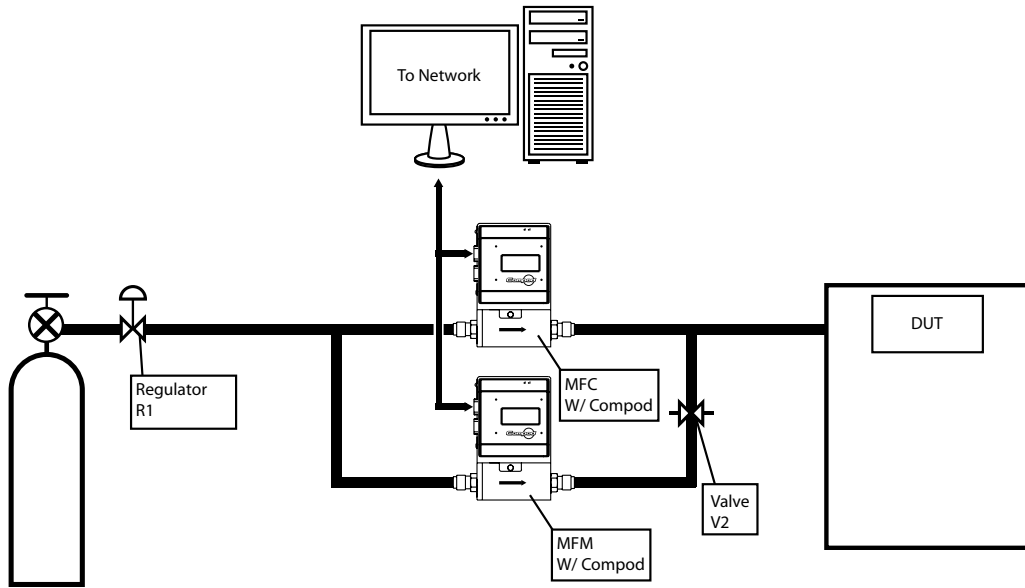 To Network
DUT
Regulator
R1
MFC
W/ Compod
MFM
W/ Compod
Valve
V2